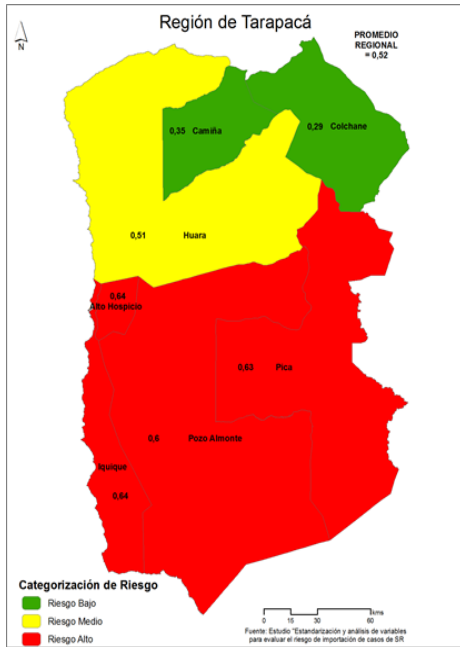 Región de Tarapacá
N
PROMEDIO
REGIONAL
= 0,52
0,35 Camiña
0,29 Colchane
0,51 Huara
0,64
Alto Hospicio
0,63 Pica
0,6 Pozo Almonte
Iquique
0,64
Categorización de Riesgo
Riesgo Bajo
Riesgo Medio
Riesgo Alto
0 15 30 60
kms
Fuente: Estudio "Estandarización y análisis de variables
para evaluar el riesgo de importación de casos de SR